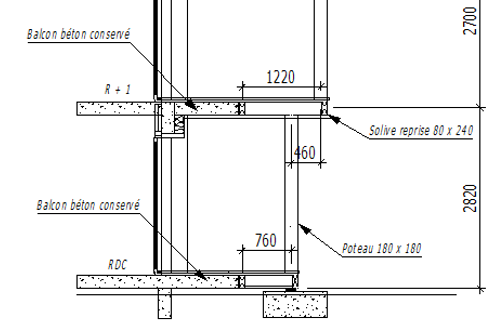 2700
Balcon béton conservé
1220
R + 1
Solive reprise 80 x 240
460
2820
Balcon béton conservé
760
Poteau 180 x 180
RDC